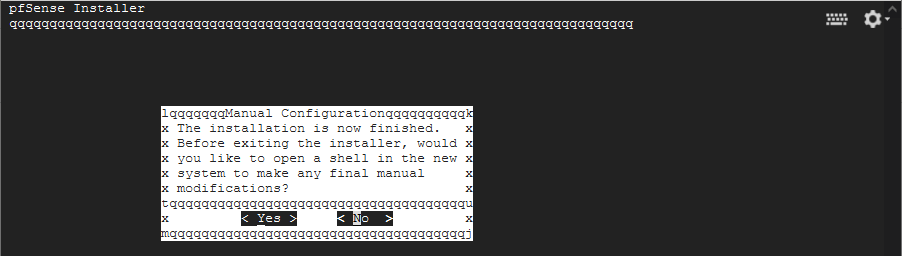 pfSense Installer
qqqqqqqqqqqqqqqqqqqqqqqqqqqqqqqqqqqqqqqqqqqqqqqqqqqqqqqqqqqqqqqqqqqqqqqqqqqqqq
lqqqqqqqManual Configurationqqqqqqqqqqk
x The installation is now finished.   x
x Before exiting the installer, would x
x you like to open a shell in the new x
x system to make any final manual     x
x modifications?                      x
tqqqqqqqqqqqqqqqqqqqqqqqqqqqqqqqqqqqqqu
x         < Yes >     < No  >         x
mqqqqqqqqqqqqqqqqqqqqqqqqqqqqqqqqqqqqqj